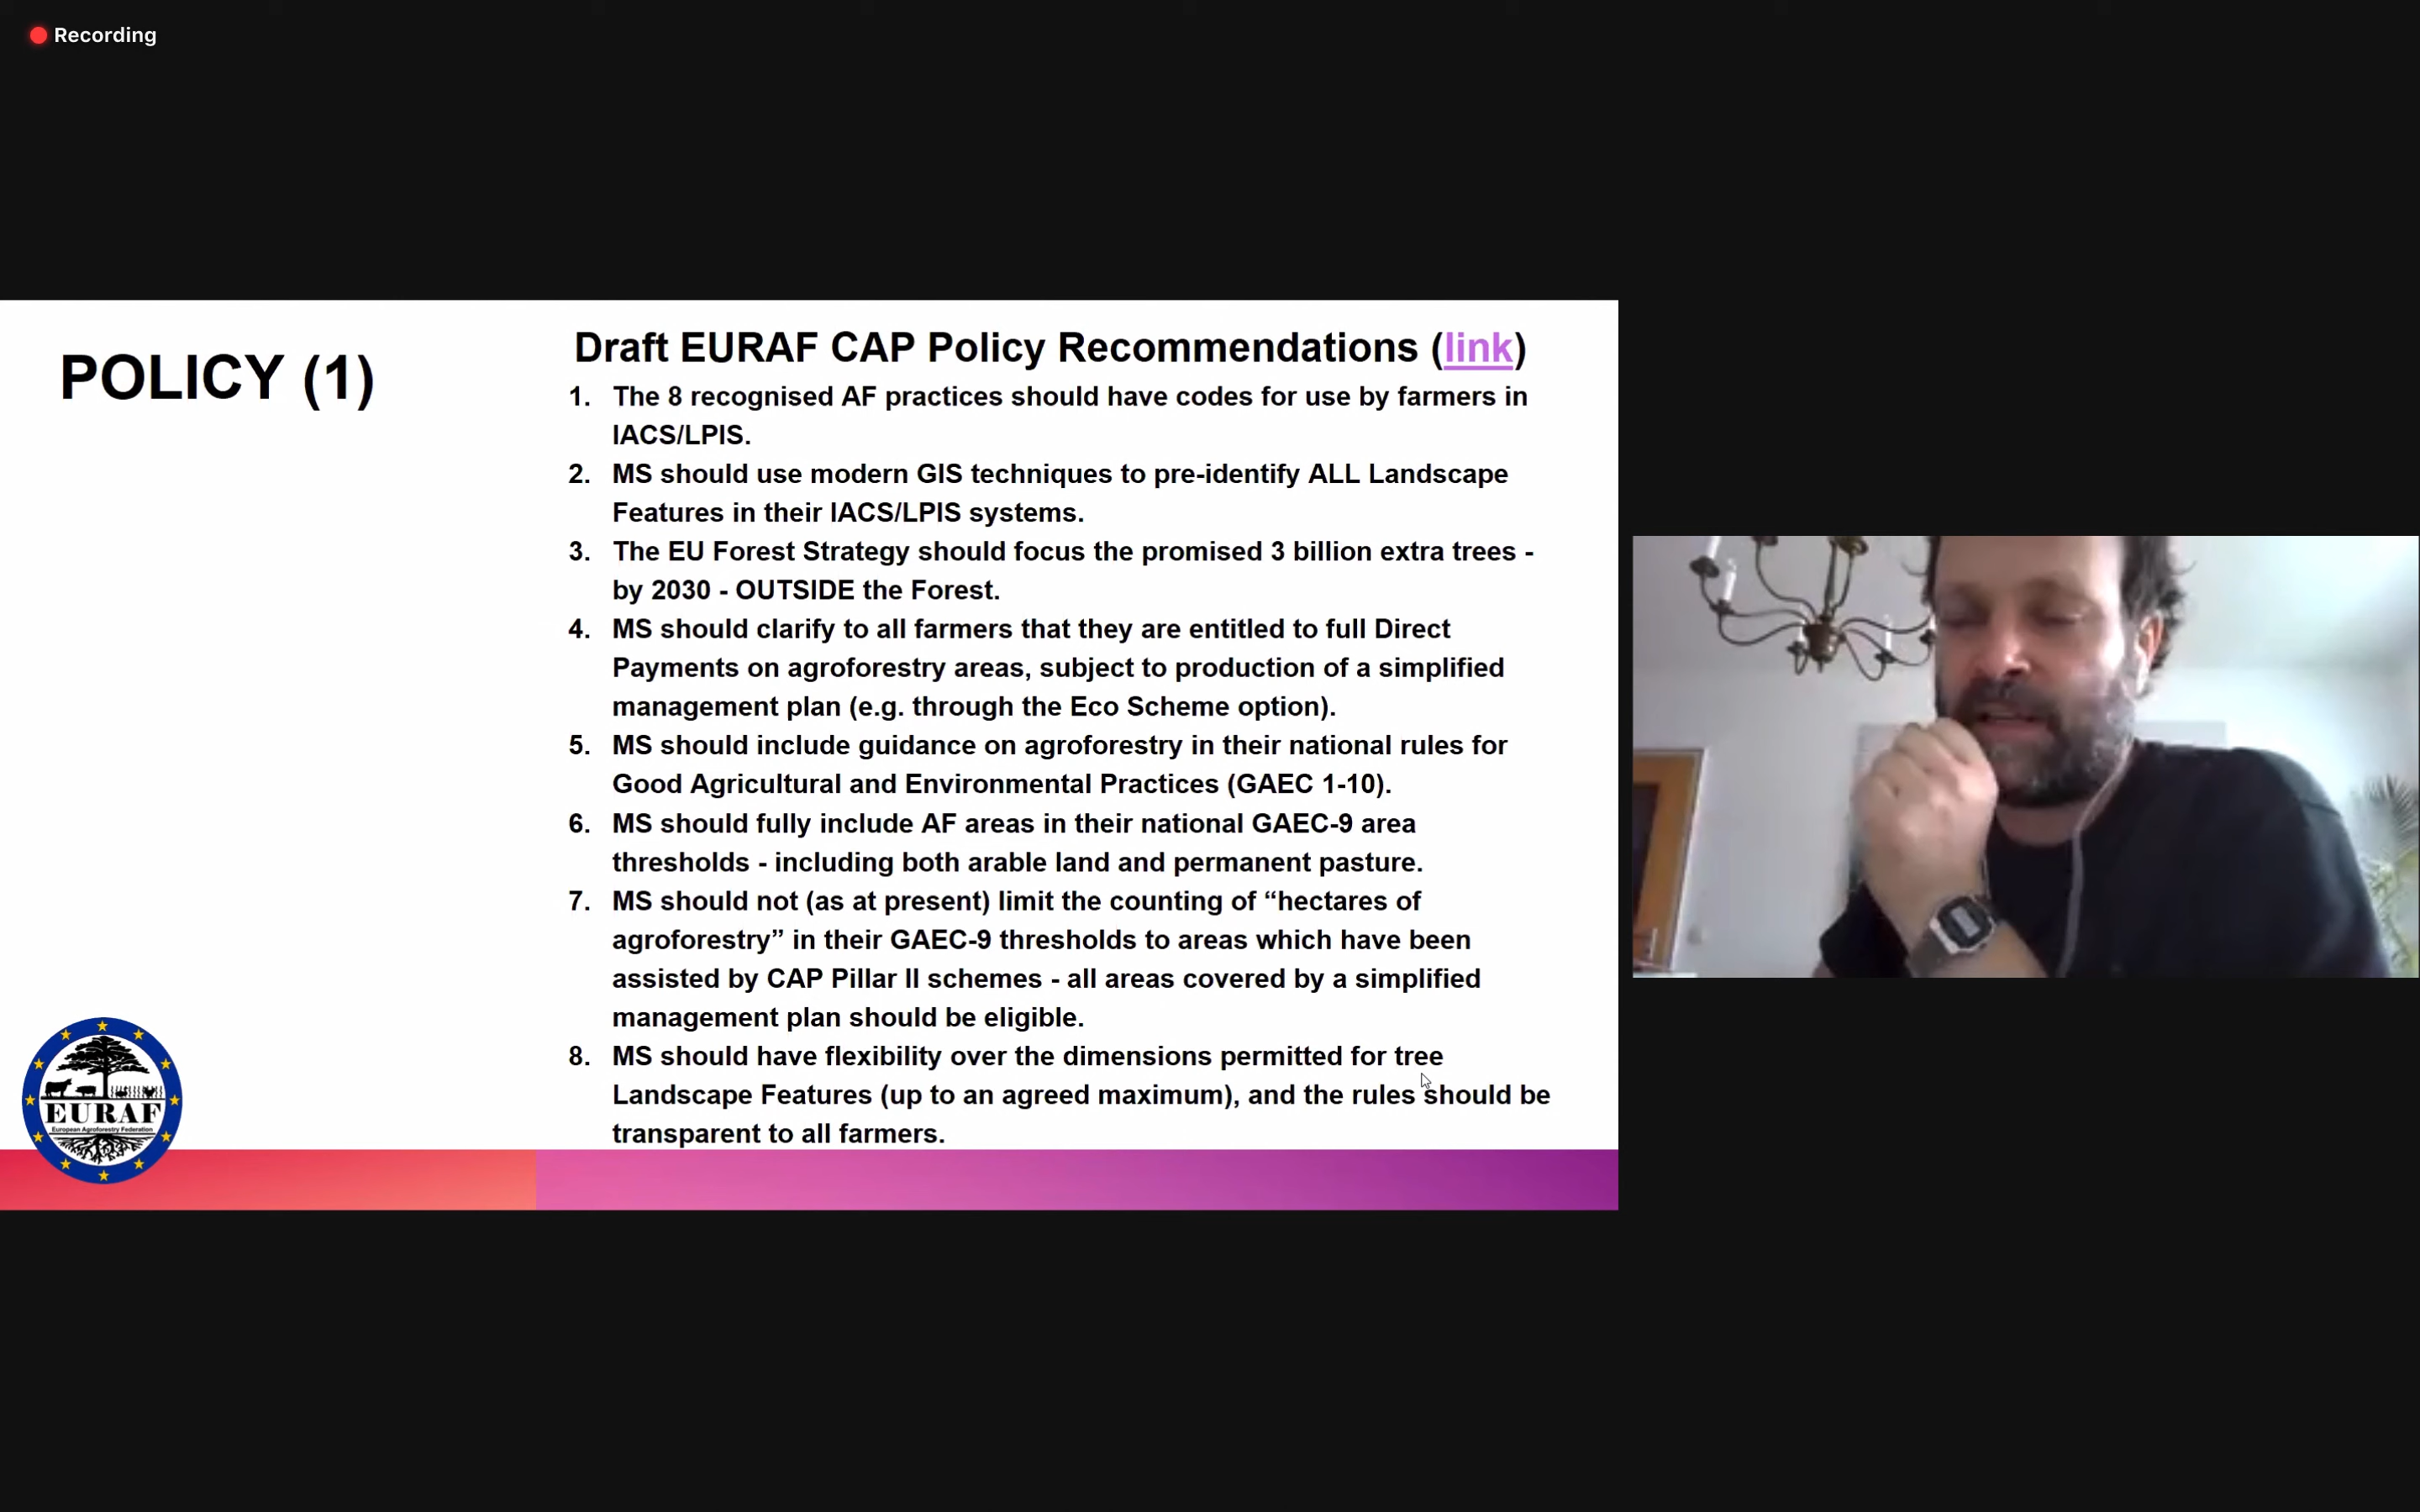 Recording
POLICY (1)
Draft EURAF CAP Policy Recommendations (link)
1. The 8 recognised AF practices should have codes for use by farmers in
IACS/LPIS.
2. MS should use modern GIS techniques to pre-identify ALL Landscape
Features in their IACS/LPIS systems.
3. The EU Forest Strategy should focus the promised 3 billion extra trees -
by 2030 - OUTSIDE the Forest.
4. MS should clarify to all farmers that they are entitled to full Direct
Payments on agroforestry areas, subject to production of a simplified
management plan (e.g. through the Eco Scheme option).
5. MS should include guidance on agroforestry in their national rules for
Good Agricultural and Environmental Practices (GAEC 1-10).
6. MS should fully include AF areas in their national GAEC-9 area
thresholds - including both arable land and permanent pasture.
7. MS should not (as at present) limit the counting of “hectares of
agroforestry” in their GAEC-9 thresholds to areas which have been
assisted by CAP Pillar II schemes - all areas covered by a simplified
management plan should be eligible.
8. MS should have flexibility over the dimensions permitted for tree
Landscape Features (up to an agreed maximum), and the rules should be
transparent to all farmers.
EURAF
European Agroforestry Federation